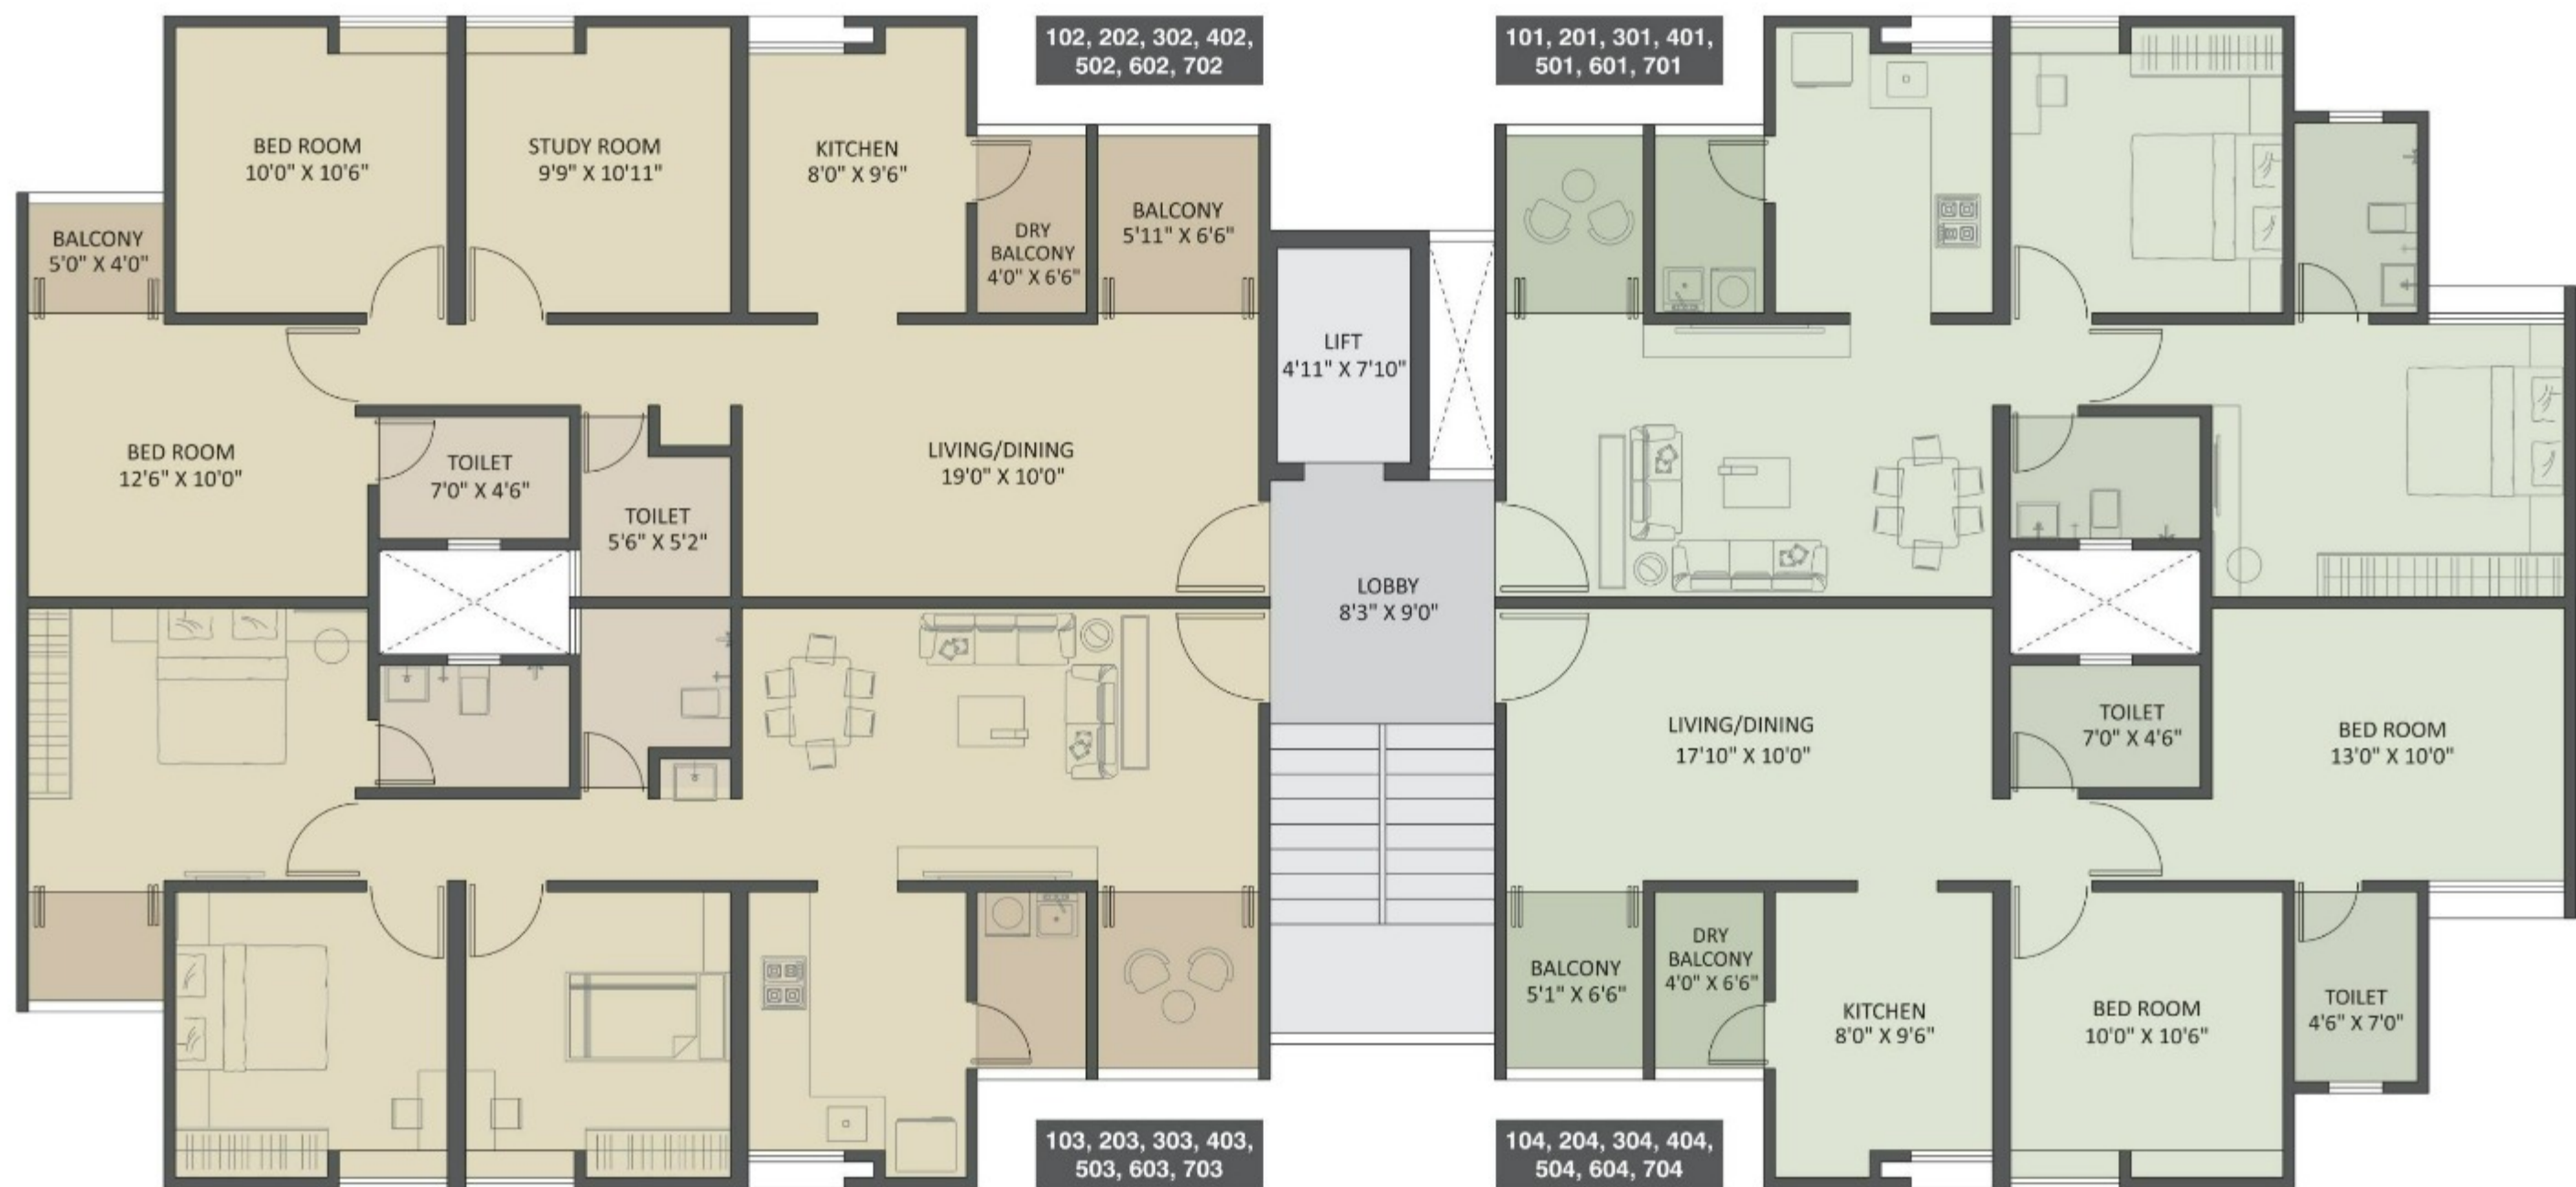 102, 202, 302, 402,
502, 602, 702
101, 201, 301, 401,
501, 601, 701
BED ROOM
10'0" X 10'6"
STUDY ROOM
9'9" X 10'11"
KITCHEN
8'0" X 9'6"
BALCONY
5'0" X 4'0"
DRY
BALCONY
4'0" X 6'6"
BALCONY
5'11" X 6'6"
LIFT
4'11" X 7'10"
BED ROOM
12'6" X 10'0"
TOILET
7'0" X 4'6"
TOILET
5'6" X 5'2"
LIVING/DINING
19'0" X 10'0"
LOBBY
8'3" X 9'0"
LIVING/DINING
17'10" X 10'0"
TOILET
7'0" X 4'6"
BED ROOM
13'0" X 10'0"
BALCONY
5'1" X 6'6"
DRY
BALCONY
4'0" X 6'6"
KITCHEN
8'0" X 9'6"
BED ROOM
10'0" X 10'6"
TOILET
4'6" X 7'0"
103, 203, 303, 403,
503, 603, 703
104, 204, 304, 404,
504, 604, 704